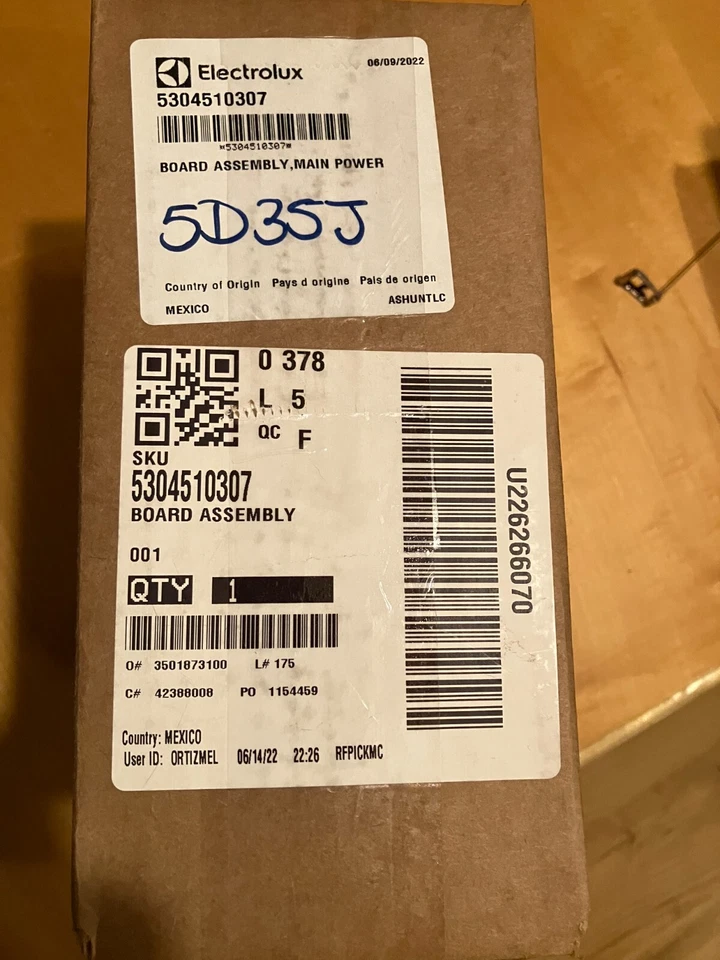 Electrolux
06/09/2022
5304510307
*5304510307*
BOARD ASSEMBLY,MAIN POWER
5D35J
Country of Origin Pays d origine Pais de origen
MEXICO ASHUNTLC
0 378
L 5
QC F
SKU
5304510307
BOARD ASSEMBLY
001
QTY 1
O# 3501873100 L# 175
C# 42388008 PO 1154459
Country: MEXICO
User ID: ORTIZMEL 06/14/22 22:26 RFPICKMC
U226266070